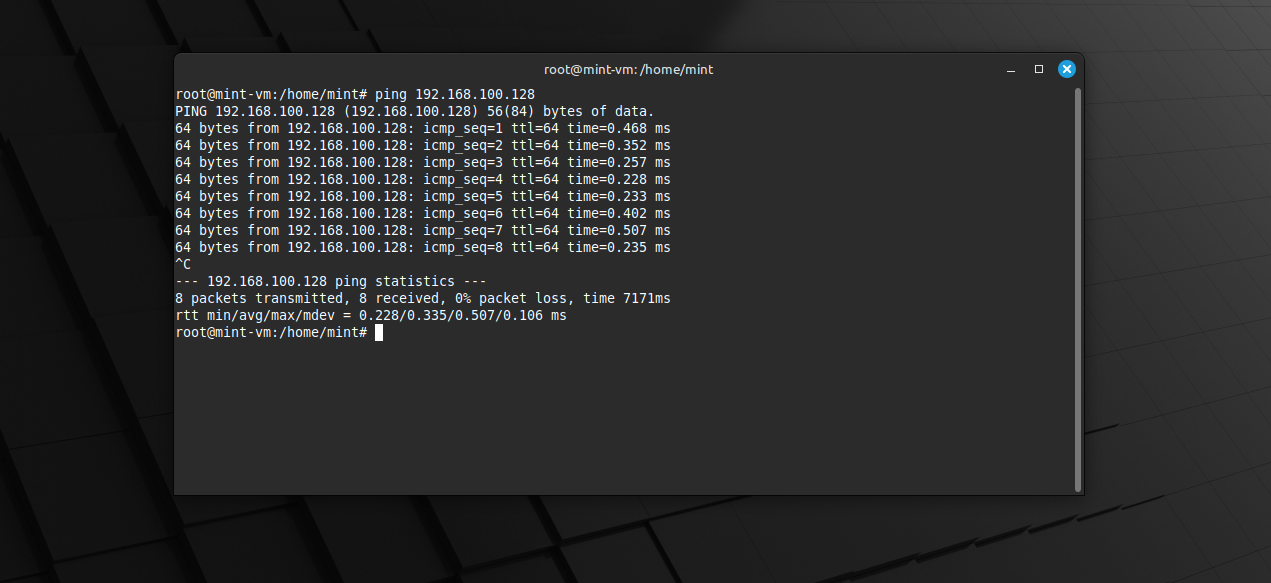 root@mint-vm: /home/mint
root@mint-vm:/home/mint# ping 192.168.100.128
PING 192.168.100.128 (192.168.100.128) 56(84) bytes of data.
64 bytes from 192.168.100.128: icmp_seq=1 ttl=64 time=0.468 ms
64 bytes from 192.168.100.128: icmp_seq=2 ttl=64 time=0.352 ms
64 bytes from 192.168.100.128: icmp_seq=3 ttl=64 time=0.257 ms
64 bytes from 192.168.100.128: icmp_seq=4 ttl=64 time=0.228 ms
64 bytes from 192.168.100.128: icmp_seq=5 ttl=64 time=0.233 ms
64 bytes from 192.168.100.128: icmp_seq=6 ttl=64 time=0.402 ms
64 bytes from 192.168.100.128: icmp_seq=7 ttl=64 time=0.507 ms
64 bytes from 192.168.100.128: icmp_seq=8 ttl=64 time=0.235 ms
^C
--- 192.168.100.128 ping statistics ---
8 packets transmitted, 8 received, 0% packet loss, time 7171ms
rtt min/avg/max/mdev = 0.228/0.335/0.507/0.106 ms
root@mint-vm:/home/mint#